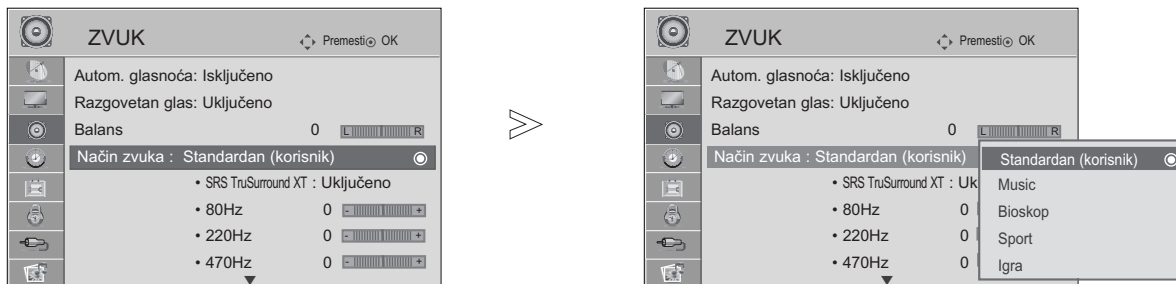 ZVUK
Premesti OK
Autom. glasnoća: Isključeno
Razgovetan glas: Uključeno
Balans 0 L R
Način zvuka : Standardan (korisnik)
• SRS TruSurround XT : Uključeno
• 80Hz 0 - +
• 220Hz 0 - +
• 470Hz 0 - +
>
ZVUK
Premesti OK
Autom. glasnoća: Isključeno
Razgovetan glas: Uključeno
Balans 0 L R
Način zvuka : Standardan (korisnik)
• SRS TruSurround XT : Uk
• 80Hz 0
• 220Hz 0
• 470Hz 0
Standardan (korisnik)
Music
Bioskop
Sport
Igra